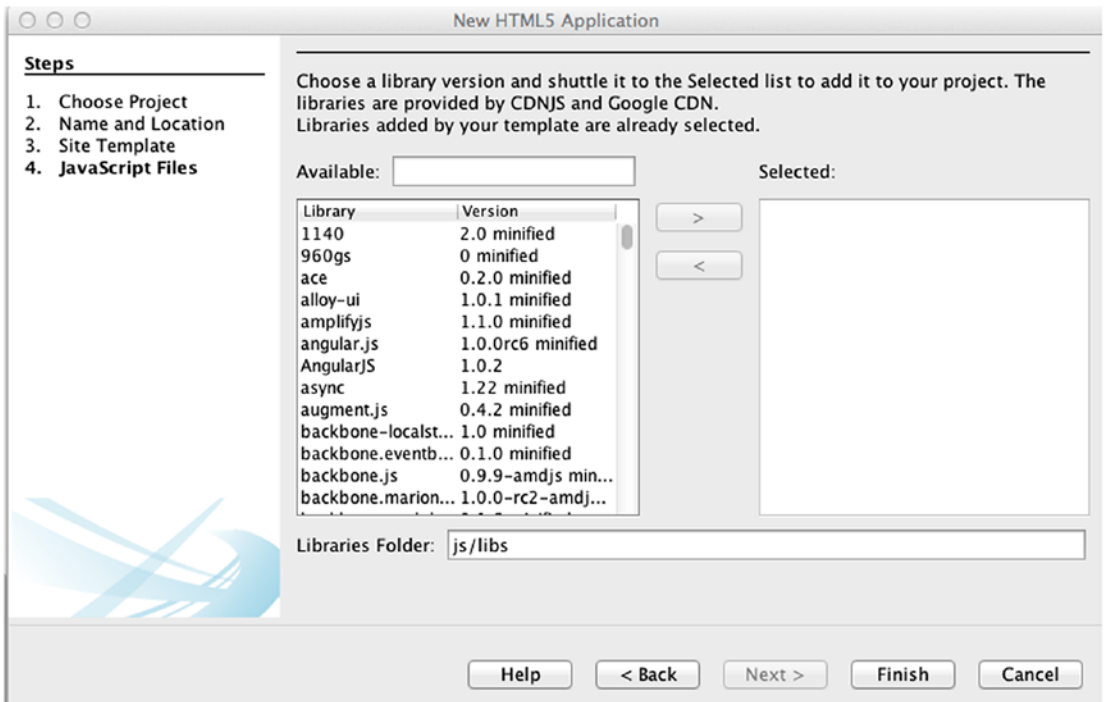 New HTML5 Application
Steps
1. Choose Project
2. Name and Location
3. Site Template
4. JavaScript Files
Choose a library version and shuttle it to the Selected list to add it to your project. The
libraries are provided by CDNJS and Google CDN.
Libraries added by your template are already selected.
Available:
Selected:
Library Version
1140 2.0 minified
960gs 0 minified
ace 0.2.0 minified
alloy-ui 1.0.1 minified
amplifyjs 1.1.0 minified
angular.js 1.0.0rc6 minified
AngularJS 1.0.2
async 1.22 minified
augment.js 0.4.2 minified
backbone-localst... 1.0 minified
backbone.eventb... 0.1.0 minified
backbone.js 0.9.9-amdjs min...
backbone.marion... 1.0.0-rc2-amdj...
>
<
Libraries Folder: js/libs
Help < Back Next > Finish Cancel